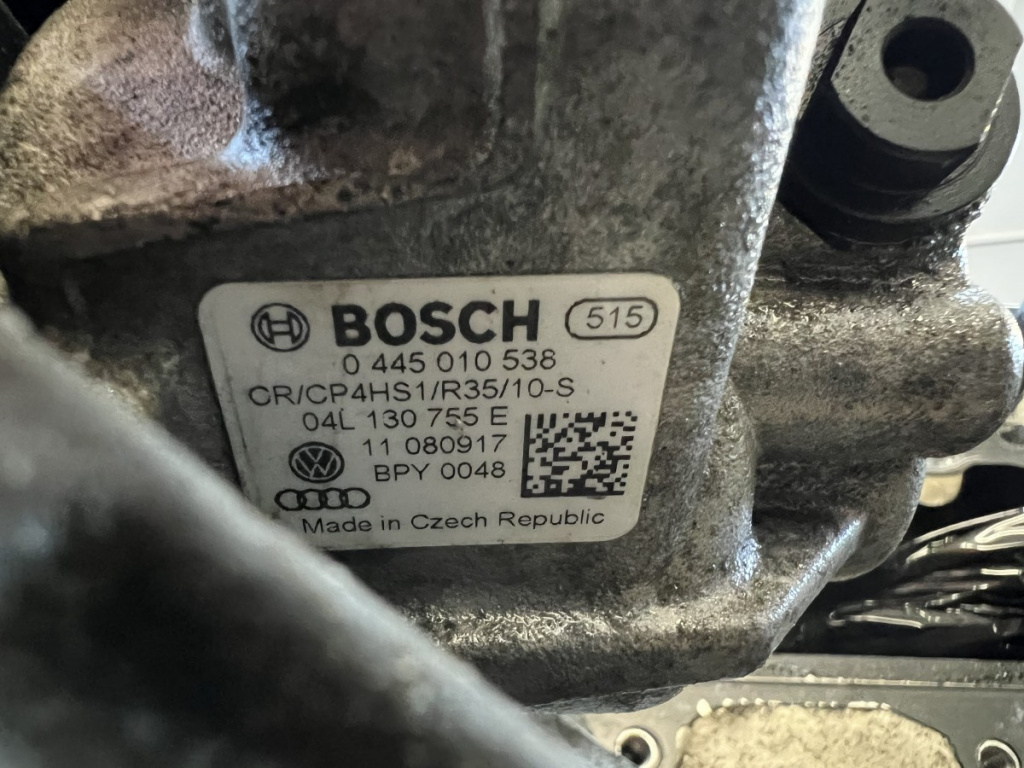 BOSCH 515
0 445 010 538
CR/CP4HS1/R35/10-S
04L 130 755 E
11 080917
BPY 0048
Made in Czech Republic